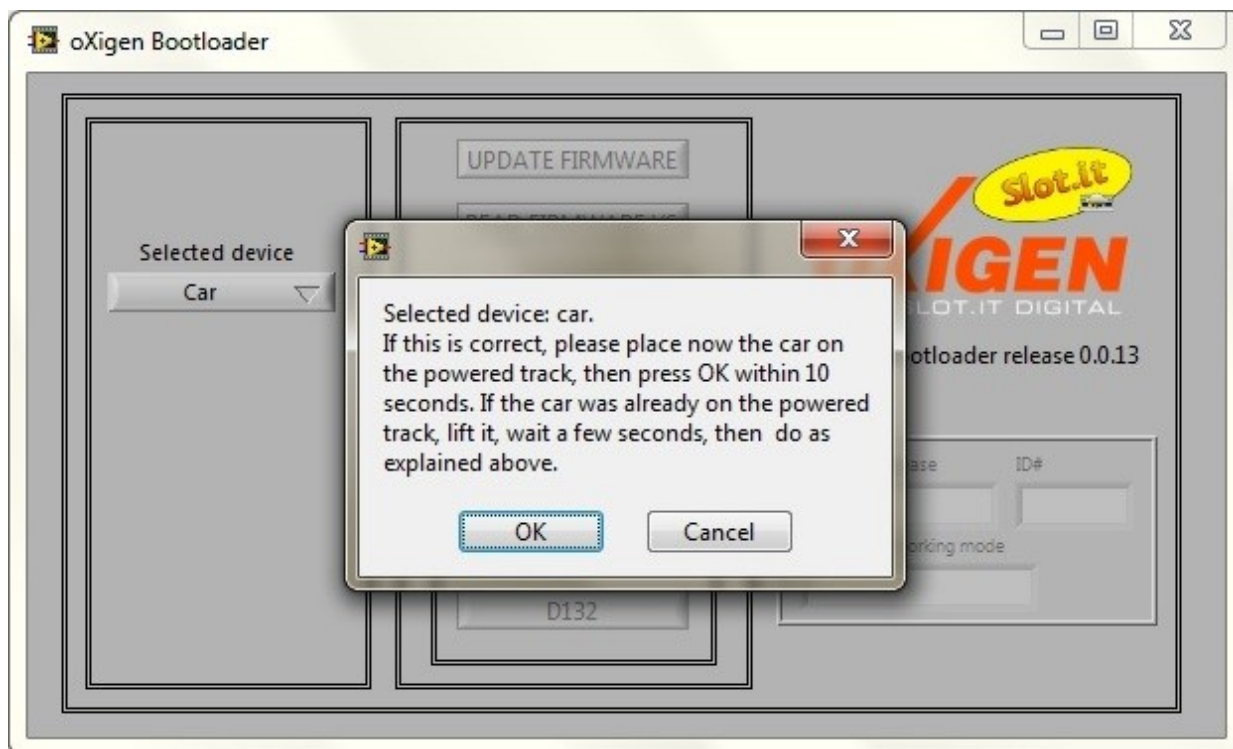 oXigen Bootloader
UPDATE FIRMWARE
Selected device
Car
Selected device: car.
If this is correct, please place now the car on
the powered track, then press OK within 10
seconds. If the car was already on the powered
track, lift it, wait a few seconds, then do as
explained above.
OK
Cancel
D132
Slot.it
IGEN
SLOT.IT DIGITAL
otloader release 0.0.13
ase
ID#
orking mode